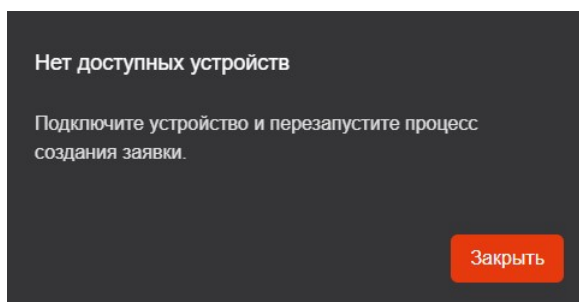 Нет доступных устройств
Подключите устройство и перезапустите процесс
создания заявки.
Закрыть